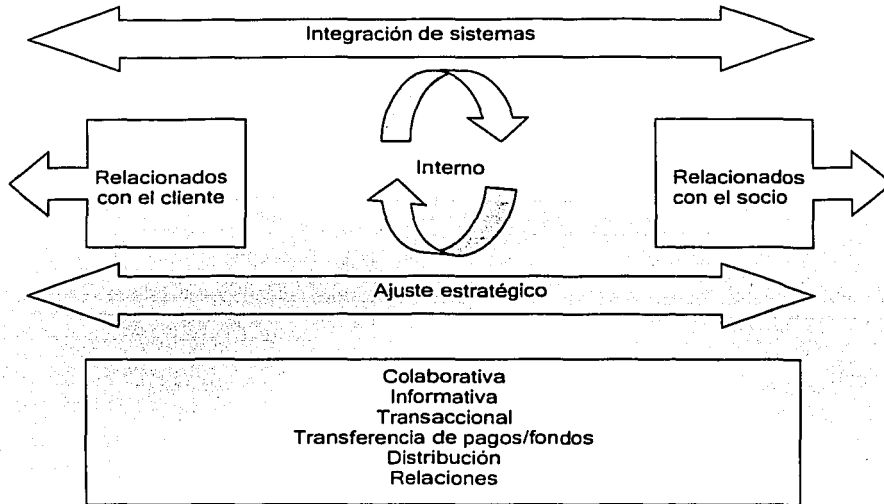 Integración de sistemas
Relacionados
con el cliente
Interno
Relacionados
con el socio
Ajuste estratégico
Colaborativa
Informativa
Transaccional
Transferencia de pagos/fondos
Distribución
Relaciones